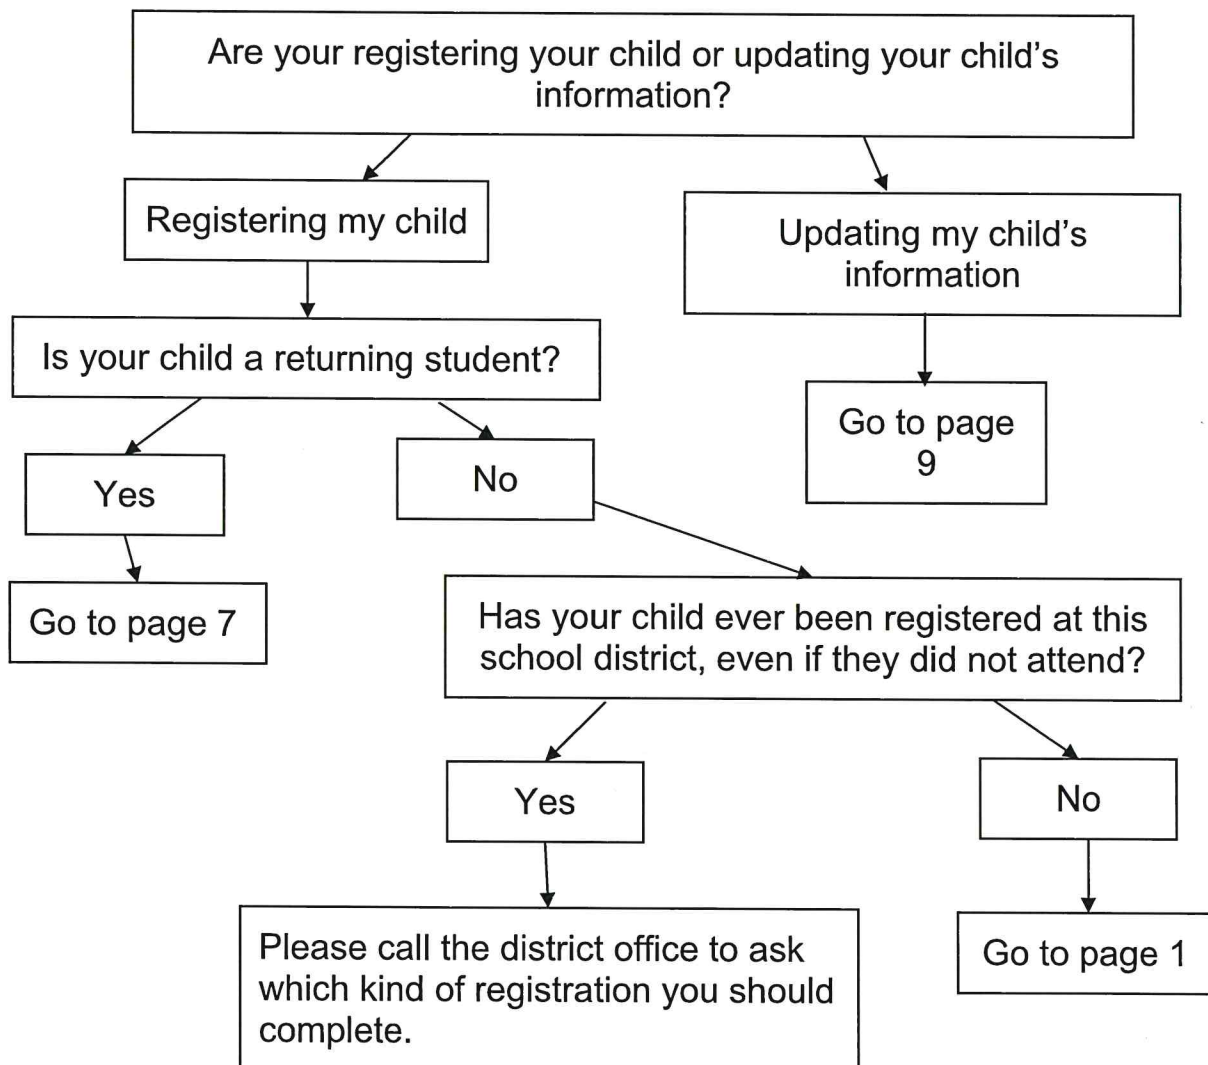 Are your registering your child or updating your child's
information?
Registering my child
Updating my child's
information
Is your child a returning student?
Go to page
9
Yes
No
Go to page 7
Has your child ever been registered at this
school district, even if they did not attend?
Yes
No
Please call the district office to ask
which kind of registration you should
complete.
Go to page 1